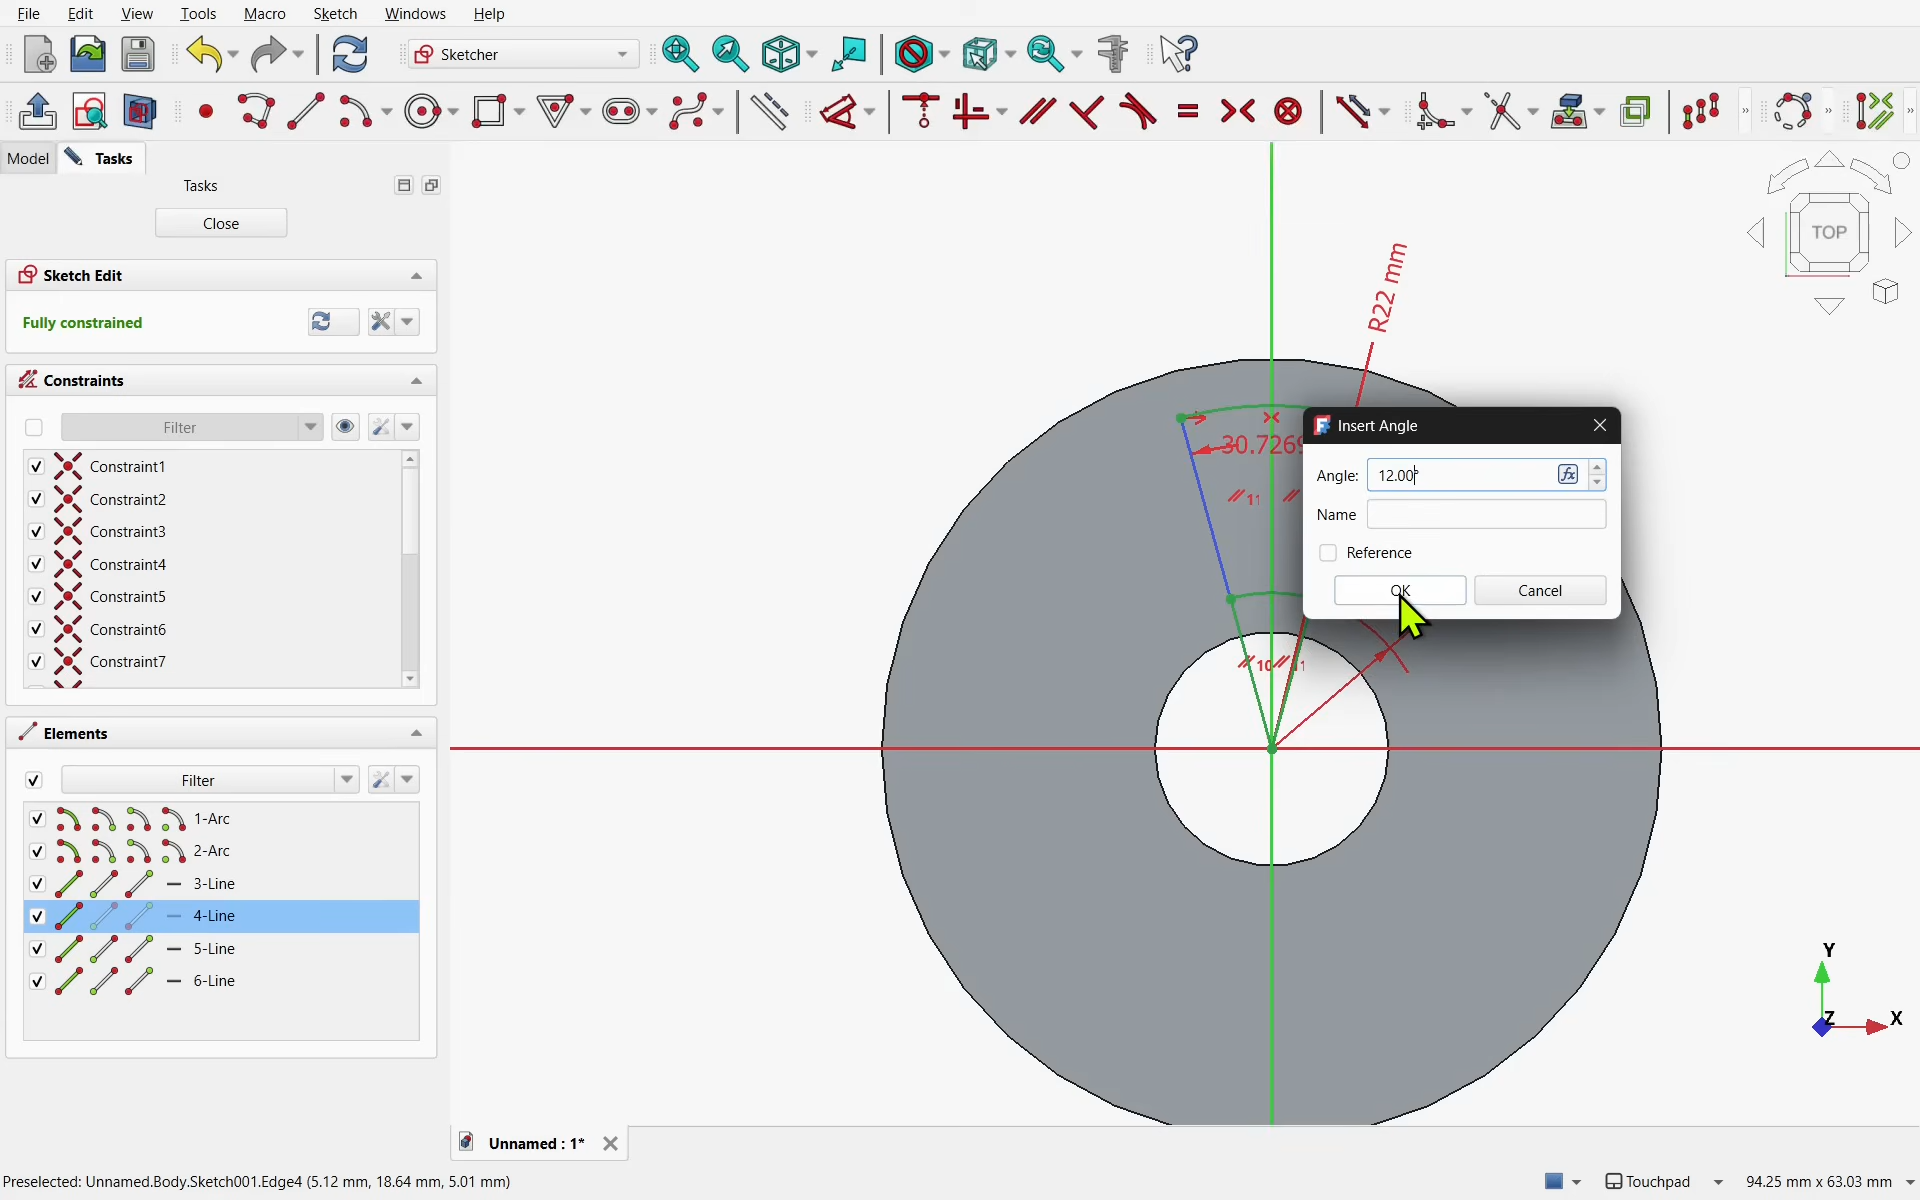 File Edit View Tools Macro Sketch Windows Help
Sketcher
Model Tasks
Tasks
Close
Sketch Edit
Fully constrained
Constraints
Filter
Constraint1
Constraint2
Constraint3
Constraint4
Constraint5
Constraint6
Constraint7
Elements
Filter
1-Arc
2-Arc
3-Line
4-Line
5-Line
6-Line
TOP
R22 mm
30.7269
11
10
Insert Angle
Angle: 12.00°
Name
Reference
OK Cancel
Y
Z
X
Unnamed : 1*
Preselected: Unnamed.Body.Sketch001.Edge4 (5.12 mm, 18.64 mm, 5.01 mm)
Touchpad 94.25 mm x 63.03 mm